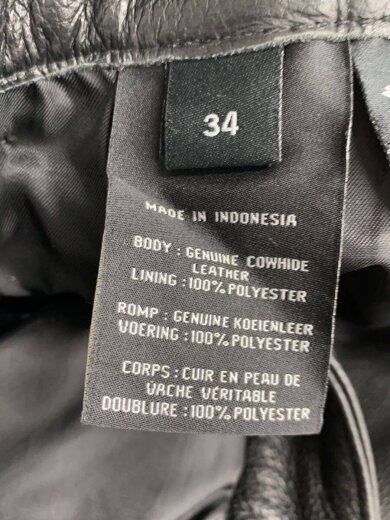 34
MADE IN INDONESIA
BODY : GENUINE COWHIDE
LEATHER
LINING : 100% POLYESTER
ROMP : GENUINE KOEIENLEER
VOERING : 100% POLYESTER
CORPS : CUIR EN PEAU DE
VACHE VÉRITABLE
DOUBLURE : 100% POLYESTER